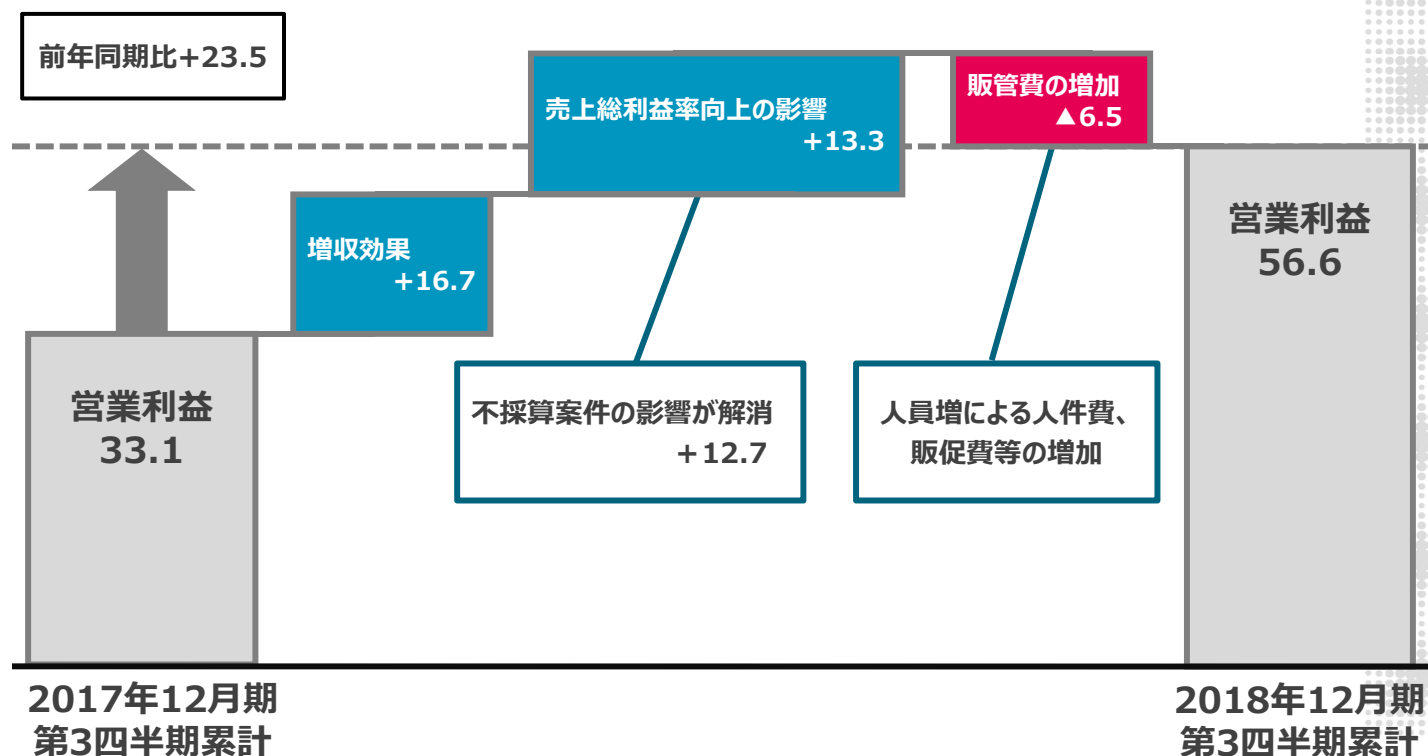 前年同期比+23.5
売上総利益率向上の影響
+13.3
販管費の増加
▲6.5
増収効果
+16.7
営業利益
56.6
営業利益
33.1
不採算案件の影響が解消
+12.7
人員増による人件費、
販促費等の増加
2017年12月期
第3四半期累計
2018年12月期
第3四半期累計